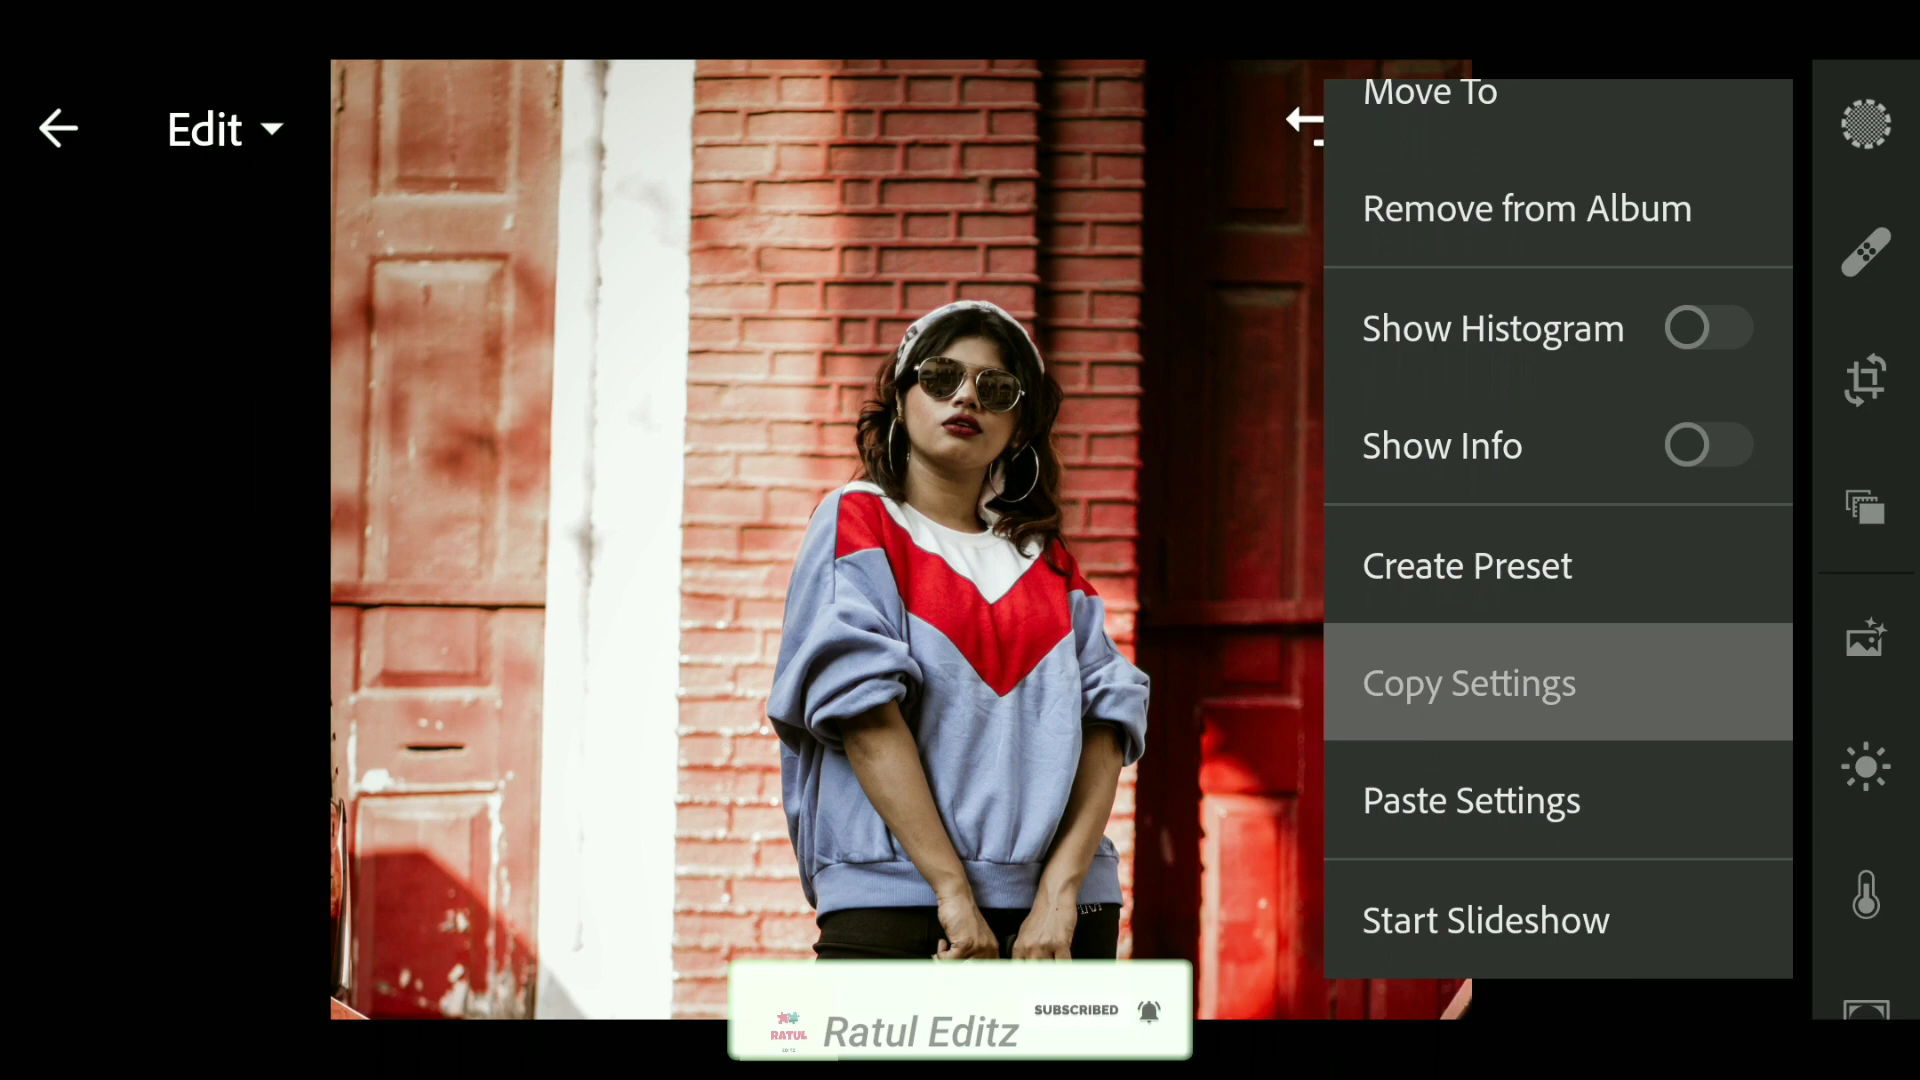 Edit
Move To
Remove from Album
Show Histogram
Show Info
Create Preset
Copy Settings
Paste Settings
Start Slideshow
SUBSCRIBED
RATUL
Ratul Editz